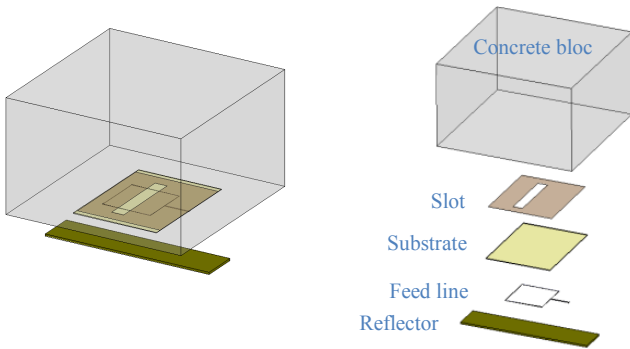 Concrete bloc
Slot
Substrate
Feed line
Reflector